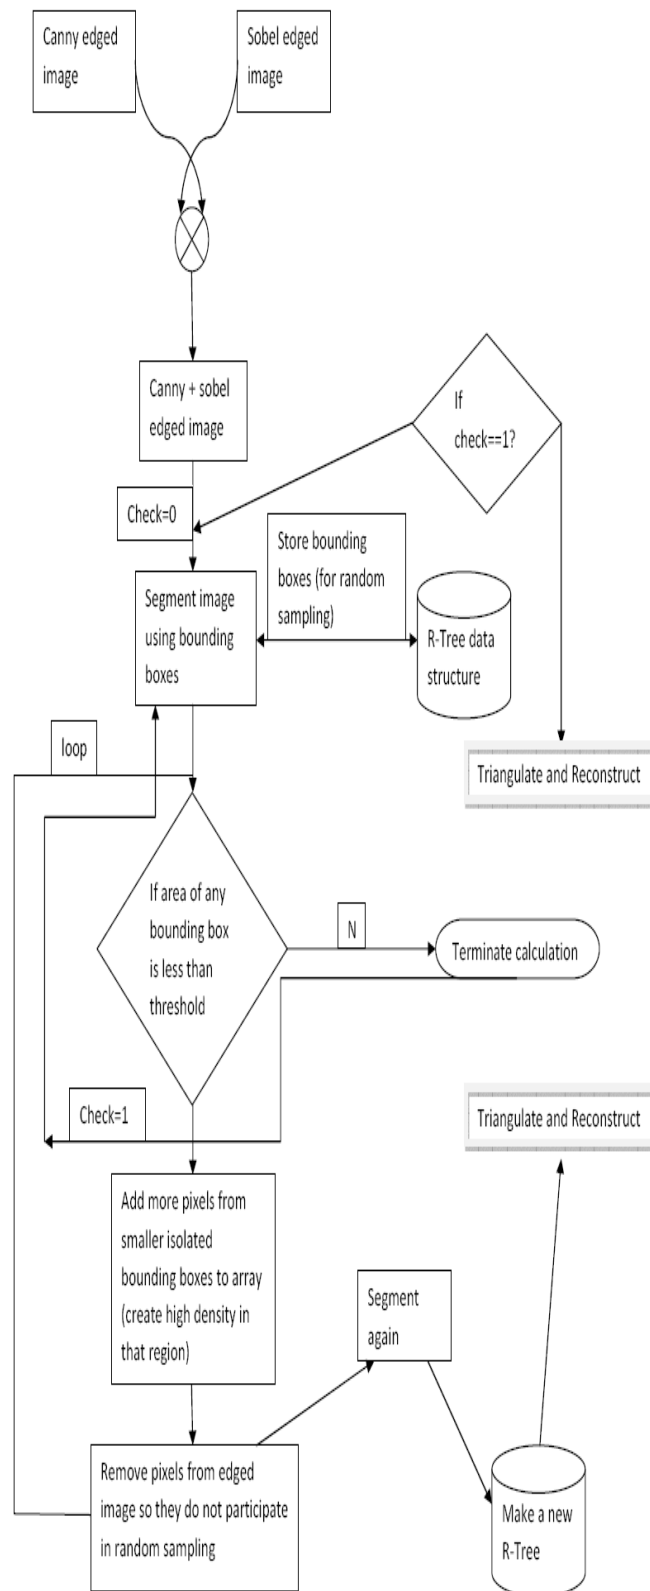 Canny edged
image
Sobel edged
image
Canny + sobel
edged image
If
check==1?
Check=0
Store bounding
boxes (for random
sampling)
Segment image
using bounding
boxes
R-Tree data
structure
loop
Triangulate and Reconstruct
If area of any
bounding box
is less than
threshold
N
Terminate calculation
Check=1
Triangulate and Reconstruct
Add more pixels from
smaller isolated
bounding boxes to array
(create high density in
that region)
Segment
again
Remove pixels from edged
image so they do not participate
in random sampling
Make a new
R-Tree